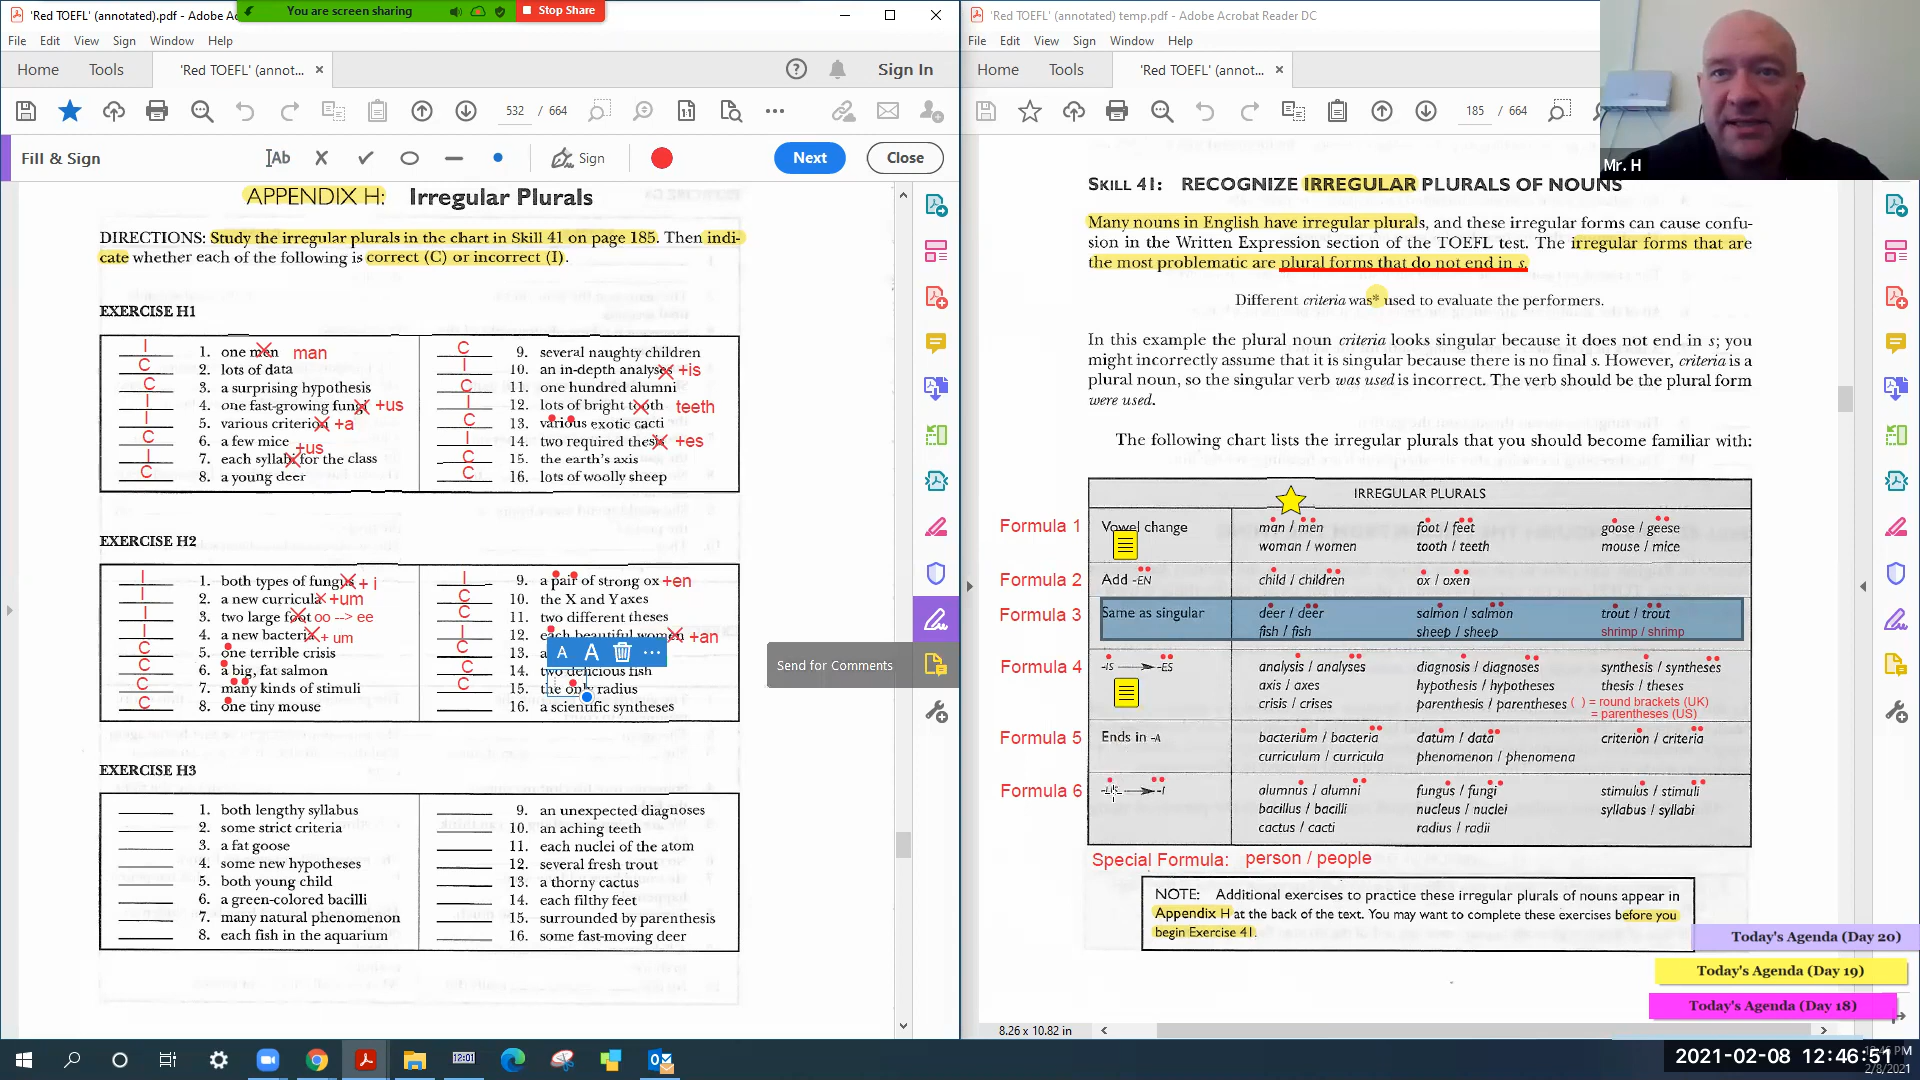 'Red TOEFL' (annotated).pdf - Adobe Ac
You are screen sharing
Stop Share
File Edit View Sign Window Help
Home Tools 'Red TOEFL' (annot... × Sign In
532 / 664
Fill & Sign Ab Sign Next Close
APPENDIX H: Irregular Plurals
DIRECTIONS: Study the irregular plurals in the chart in Skill 41 on page 185. Then indi-
cate whether each of the following is correct (C) or incorrect (I).
EXERCISE H1
I 1. one men man
C 2. lots of data
C 3. a surprising hypothesis
I 4. one fast-growing fungi +us
I 5. various criterion +a
C 6. a few mice
I 7. each syllabi for the class +us
C 8. a young deer
C 9. several naughty children
I 10. an in-depth analyses +is
C 11. one hundred alumni
I 12. lots of bright tooth teeth
C 13. various exotic cacti
I 14. two required thesis +es
C 15. the earth's axis
C 16. lots of woolly sheep
EXERCISE H2
I 1. both types of fungus + i
I 2. a new curricula +um
I 3. two large foot oo --> ee
I 4. a new bacteria + um
C 5. one terrible crisis
C 6. a big, fat salmon
C 7. many kinds of stimuli
C 8. one tiny mouse
I 9. a pair of strong ox +en
C 10. the X and Y axes
C 11. two different theses
I 12. each beautiful women +an
C 13. a
C 14. two delicious fish
C 15. the only radius
16. a scientific syntheses
A A
EXERCISE H3
1. both lengthy syllabus
2. some strict criteria
3. a fat goose
4. some new hypotheses
5. both young child
6. a green-colored bacilli
7. many natural phenomenon
8. each fish in the aquarium
9. an unexpected diagnoses
10. an aching teeth
11. each nuclei of the atom
12. several fresh trout
13. a thorny cactus
14. each filthy feet
15. surrounded by parenthesis
16. some fast-moving deer
Send for Comments
'Red TOEFL' (annotated) temp.pdf - Adobe Acrobat Reader DC
File Edit View Sign Window Help
Home Tools 'Red TOEFL' (annot... ×
185 / 664
Mr. H
SKILL 41: RECOGNIZE IRREGULAR PLURALS OF NOUNS
Many nouns in English have irregular plurals, and these irregular forms can cause confu-
sion in the Written Expression section of the TOEFL test. The irregular forms that are
the most problematic are plural forms that do not end in s.
Different criteria was* used to evaluate the performers.
In this example the plural noun criteria looks singular because it does not end in s; you
might incorrectly assume that it is singular because there is no final s. However, criteria is a
plural noun, so the singular verb was used is incorrect. The verb should be the plural form
were used.
The following chart lists the irregular plurals that you should become familiar with:
IRREGULAR PLURALS
Formula 1 Vowel change man / men foot / feet goose / geese
woman / women tooth / teeth mouse / mice
Formula 2 Add -EN child / children ox / oxen
Formula 3 Same as singular deer / deer salmon / salmon trout / trout
fish / fish sheep / sheep shrimp / shrimp
Formula 4 -IS → -ES analysis / analyses diagnosis / diagnoses synthesis / syntheses
axis / axes hypothesis / hypotheses thesis / theses
crisis / crises parenthesis / parentheses ( ) = round brackets (UK)
= parentheses (US)
Formula 5 Ends in -A bacterium / bacteria datum / data criterion / criteria
curriculum / curricula phenomenon / phenomena
Formula 6 → -I alumnus / alumni fungus / fungi stimulus / stimuli
bacillus / bacilli nucleus / nuclei syllabus / syllabi
cactus / cacti radius / radii
Special Formula: person / people
NOTE: Additional exercises to practice these irregular plurals of nouns appear in
Appendix H at the back of the text. You may want to complete these exercises before you
begin Exercise 41.
Today's Agenda (Day 20)
Today's Agenda (Day 19)
Today's Agenda (Day 18)
8.26 x 10.82 in
12:01
2021-02-08 12:46:51
PM
2/8/2021